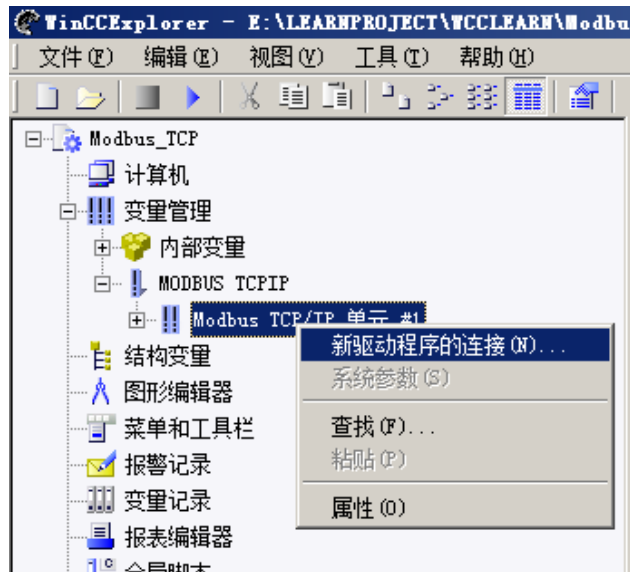 WinCCExplorer - E:\LEARNPROJECT\WCCLEARN\Modbu
文件(F) 编辑(E) 视图(V) 工具(T) 帮助(H)
Modbus_TCP
计算机
变量管理
内部变量
MODBUS TCPIP
Modbus TCP/IP 单元 #1
新驱动程序的连接(N)...
系统参数(S)
查找(F)...
粘贴(P)
属性(O)
结构变量
图形编辑器
菜单和工具栏
报警记录
变量记录
报表编辑器
全局脚本